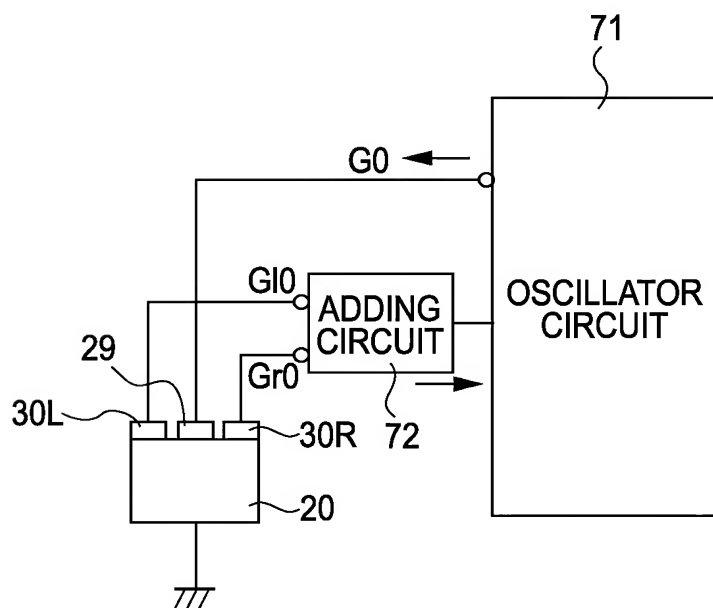 71
G0
Gl0
ADDING
CIRCUIT
OSCILLATOR
CIRCUIT
29
Gr0
30L
30R
72
20